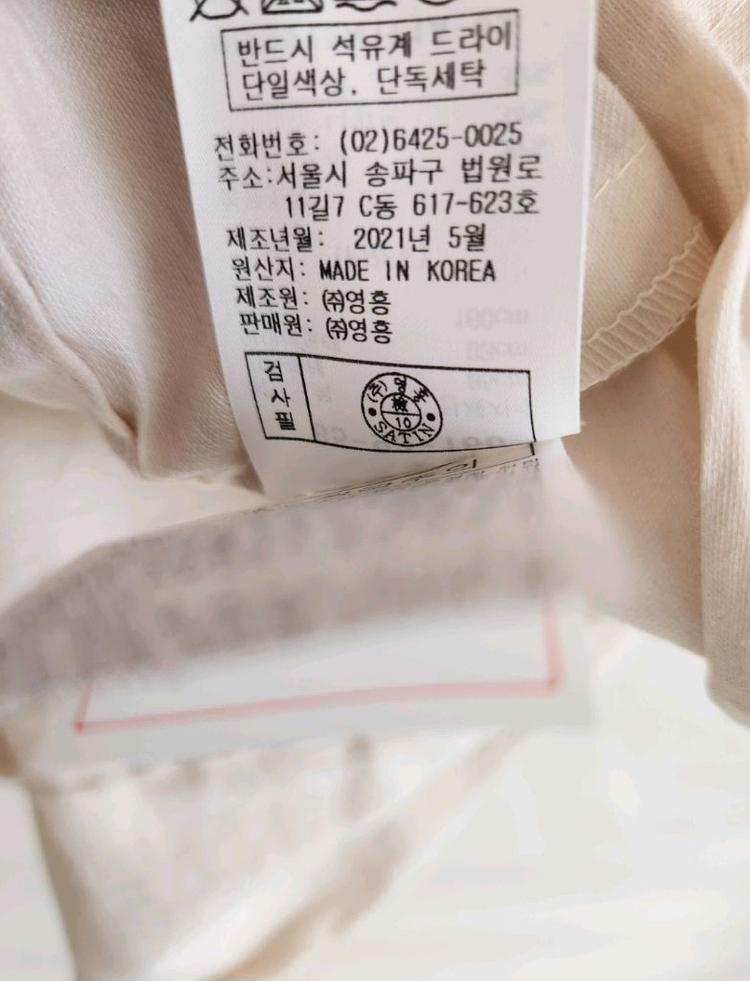 반드시 석유계 드라이
단일색상. 단독세탁
전화번호: (02)6425-0025
주소:서울시 송파구 법원로
11길7 C동 617-623호
제조년월: 2021년 5월
원산지: MADE IN KOREA
제조원: ㈜영흥
판매원: ㈜영흥
검사필
(주)영흥
檢
10
SATIN